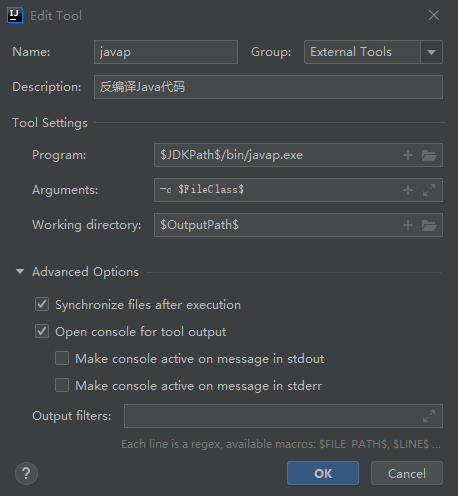 IJ Edit Tool
Name: javap Group: External Tools
Description: 反编译Java代码
Tool Settings
Program: $JDKPath$/bin/javap.exe
Arguments: -c $FileClass$
Working directory: $OutputPath$
Advanced Options
Synchronize files after execution
Open console for tool output
Make console active on message in stdout
Make console active on message in stderr
Output filters:
Each line is a regex, available macros: $FILE_PATH$, $LINE$ ...
? OK Cancel